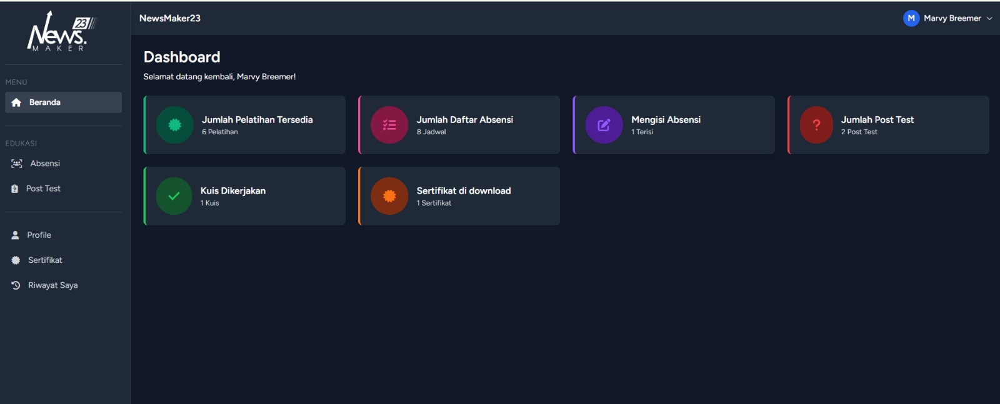 News.
23
MAKER
MENU
Beranda
EDUKASI
Absensi
Post Test
Profile
Sertifikat
Riwayat Saya
NewsMaker23
M
Marvy Breemer
Dashboard
Selamat datang kembali, Marvy Breemer!
Jumlah Pelatihan Tersedia
6 Pelatihan
Jumlah Daftar Absensi
8 Jadwal
Mengisi Absensi
1 Terisi
?
Jumlah Post Test
2 Post Test
Kuis Dikerjakan
1 Kuis
Sertifikat di download
1 Sertifikat